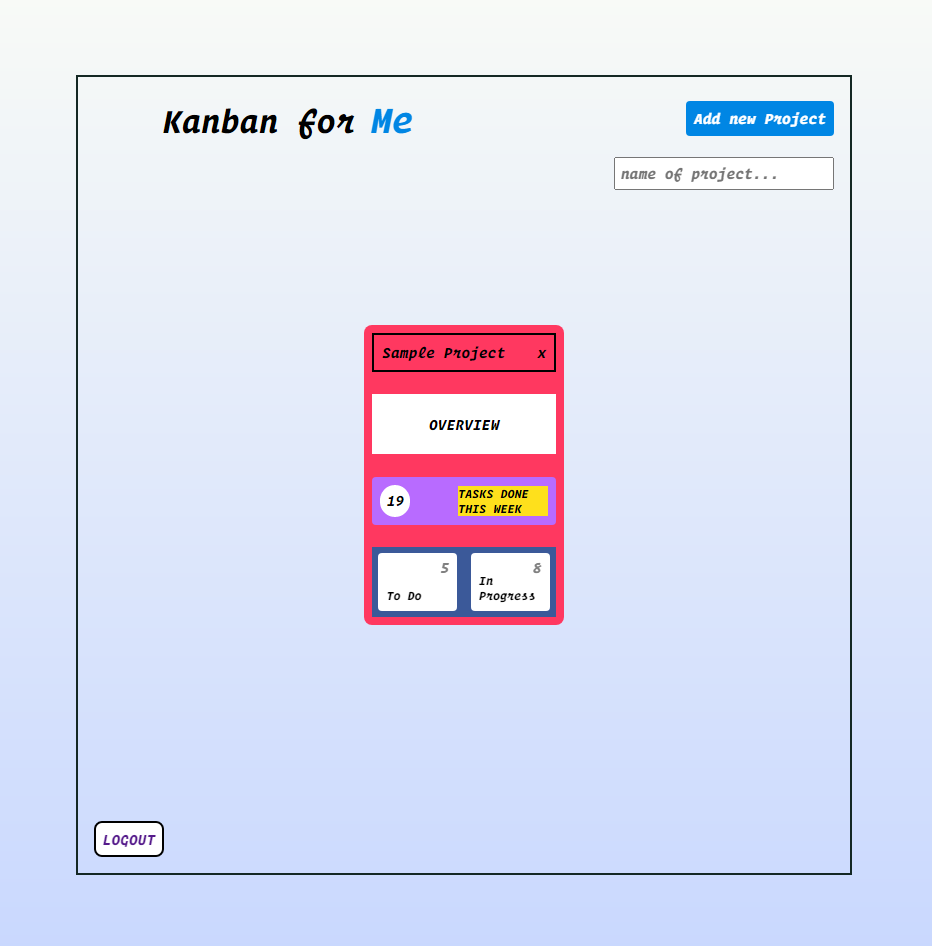 Kanban for Me
Add new Project
name of project...
Sample Project x
OVERVIEW
19
TASKS DONE
THIS WEEK
5
To Do
8
In
Progress
LOGOUT